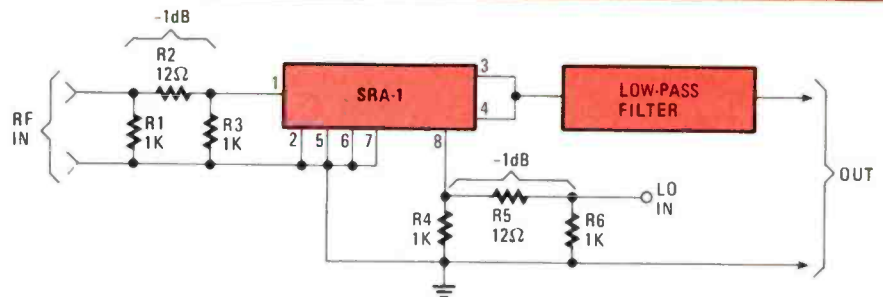 -1dB
R2
12Ω
RF
IN
R1
1K
R3
1K
1
SRA-1
3
4
2
5
6
7
8
LOW-PASS
FILTER
OUT
-1dB
R4
1K
R5
12Ω
R6
1K
LO
IN